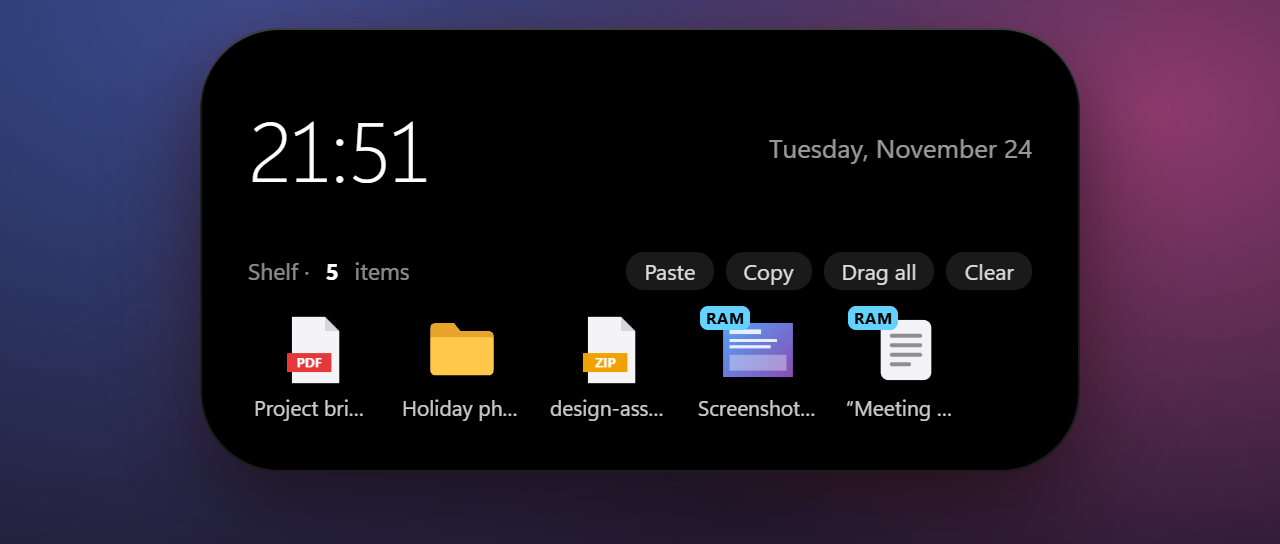 21:51
Tuesday, November 24
Shelf · 5 items
Paste Copy Drag all Clear
RAM RAM
PDF ZIP
Project bri... Holiday ph... design-ass... Screenshot... “Meeting ...